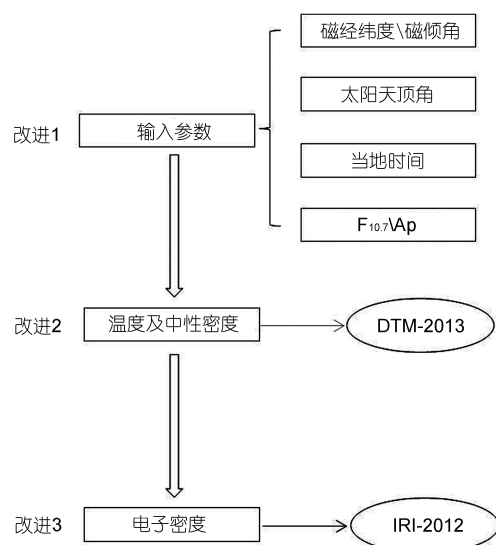 磁经纬度\磁倾角
太阳天顶角
改进1
输入参数
当地时间
F10.7\Ap
改进2
温度及中性密度
DTM-2013
改进3
电子密度
IRI-2012